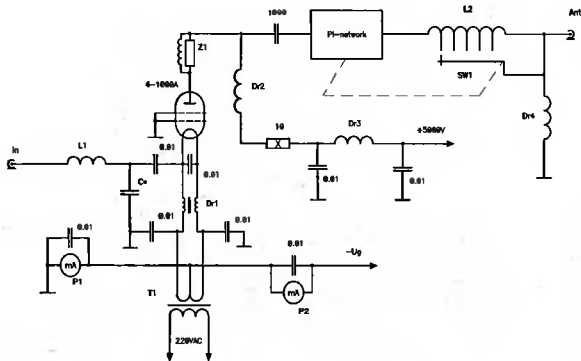 L2
Ant
1000
PI-network
Z1
SW1
4-1000A
Dr2
Dr4
10
Dr3
+5000V
In
L1
0.01
0.01
0.01
0.01
Dr1
0.01
0.01
0.01
0.01
-Ug
mA
P1
T1
mA
P2
220VAC